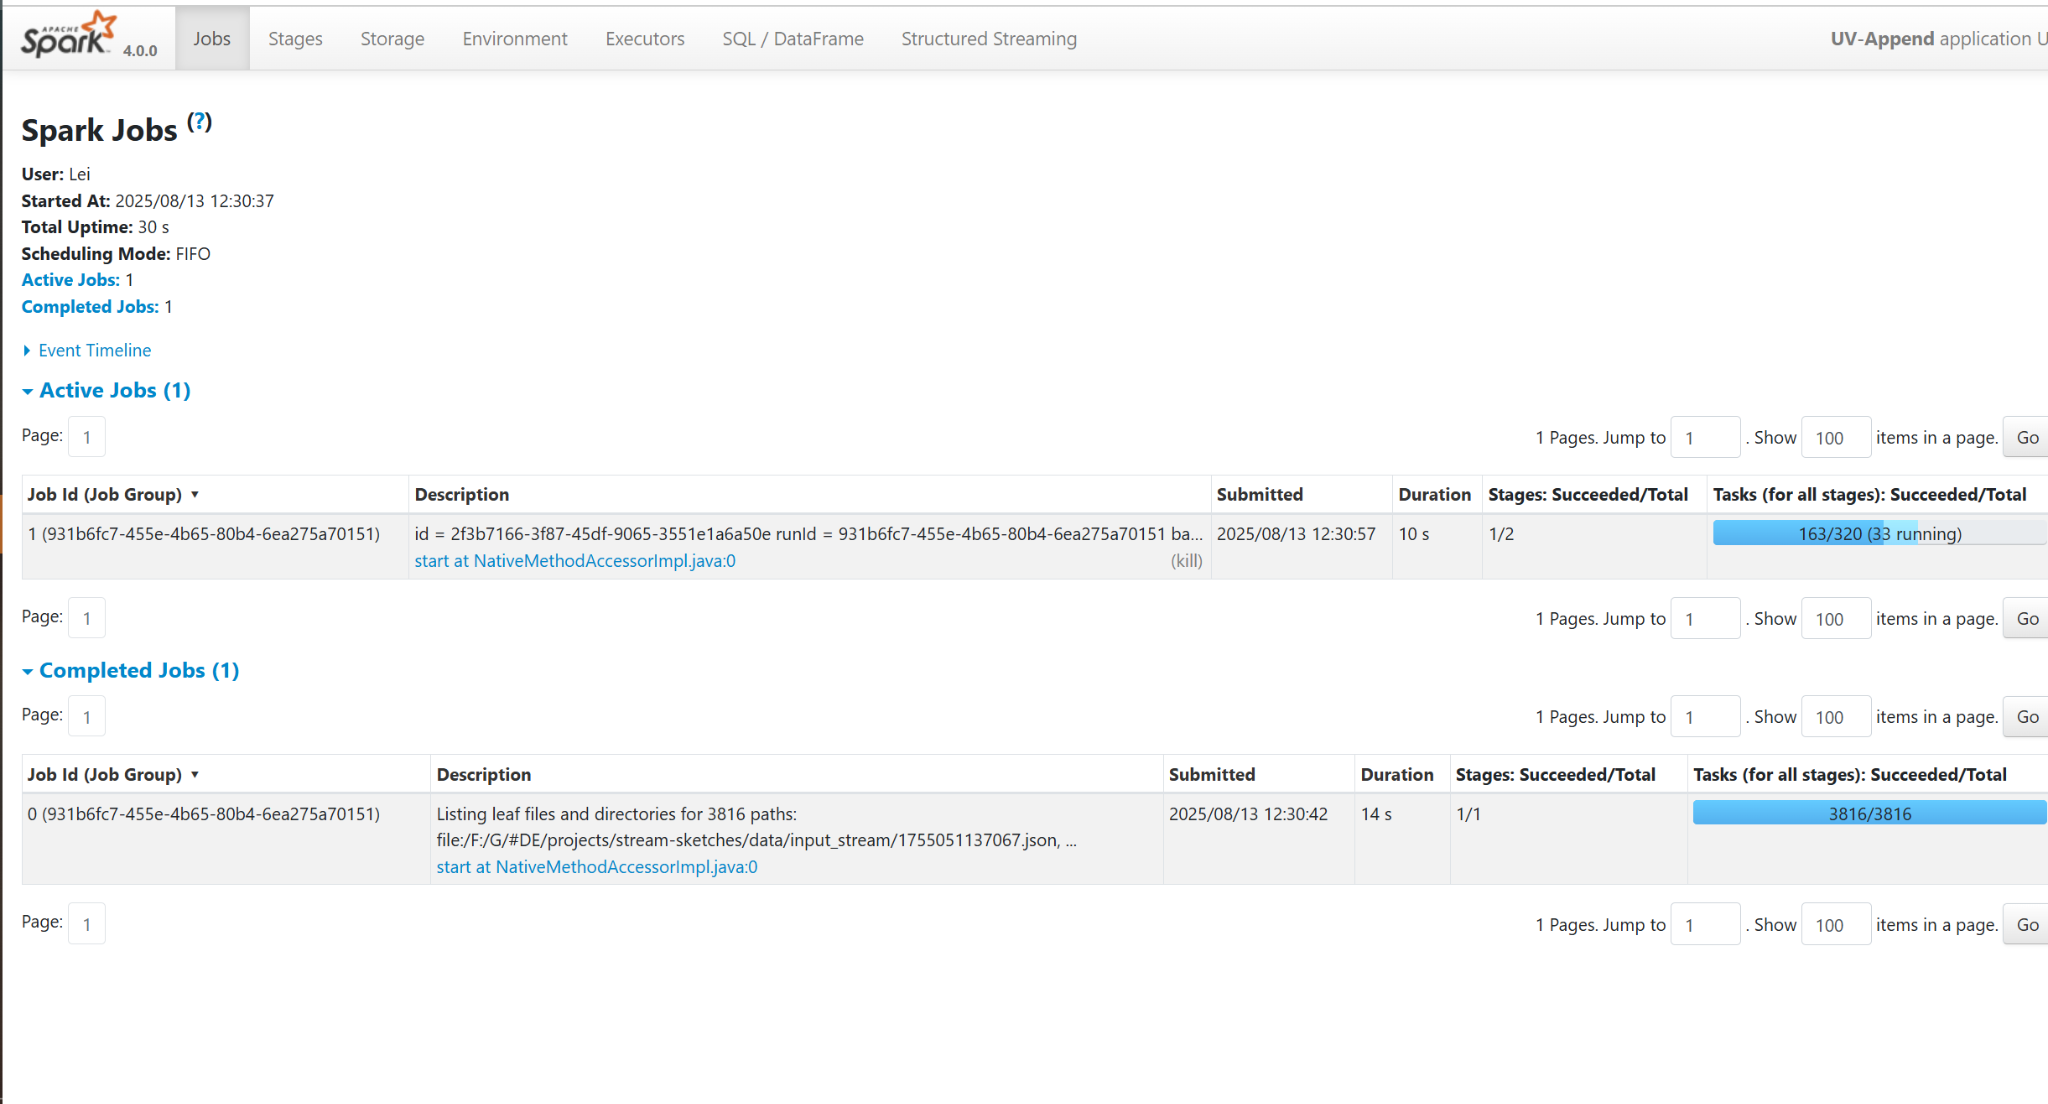 APACHE
Spark 4.0.0 Jobs Stages Storage Environment Executors SQL / DataFrame Structured Streaming UV-Append application U
Spark Jobs (?)
User: Lei
Started At: 2025/08/13 12:30:37
Total Uptime: 30 s
Scheduling Mode: FIFO
Active Jobs: 1
Completed Jobs: 1
Event Timeline
Active Jobs (1)
Page: 1 1 Pages. Jump to 1 . Show 100 items in a page. Go
Job Id (Job Group) ▾ Description Submitted Duration Stages: Succeeded/Total Tasks (for all stages): Succeeded/Total
1 (931b6fc7-455e-4b65-80b4-6ea275a70151) id = 2f3b7166-3f87-45df-9065-3551e1a6a50e runId = 931b6fc7-455e-4b65-80b4-6ea275a70151 ba... 2025/08/13 12:30:57 10 s 1/2 163/320 (33 running)
start at NativeMethodAccessorImpl.java:0 (kill)
Page: 1 1 Pages. Jump to 1 . Show 100 items in a page. Go
Completed Jobs (1)
Page: 1 1 Pages. Jump to 1 . Show 100 items in a page. Go
Job Id (Job Group) ▾ Description Submitted Duration Stages: Succeeded/Total Tasks (for all stages): Succeeded/Total
0 (931b6fc7-455e-4b65-80b4-6ea275a70151) Listing leaf files and directories for 3816 paths: 2025/08/13 12:30:42 14 s 1/1 3816/3816
file:/F:/G/#DE/projects/stream-sketches/data/input_stream/1755051137067.json, ...
start at NativeMethodAccessorImpl.java:0
Page: 1 1 Pages. Jump to 1 . Show 100 items in a page. Go